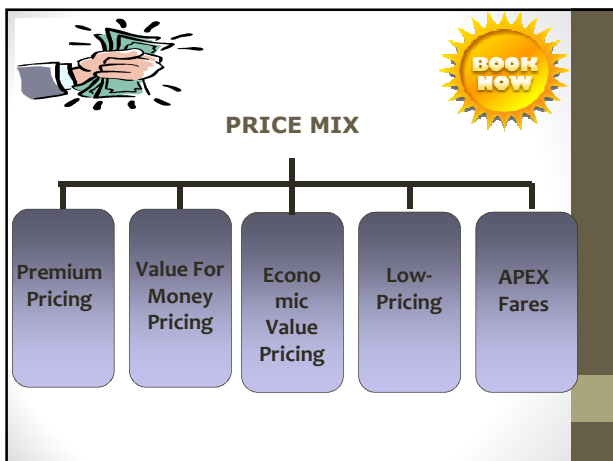 BOOK
NOW
PRICE MIX
Premium
Pricing
Value For
Money
Pricing
Econo
mic
Value
Pricing
Low-
Pricing
APEX
Fares